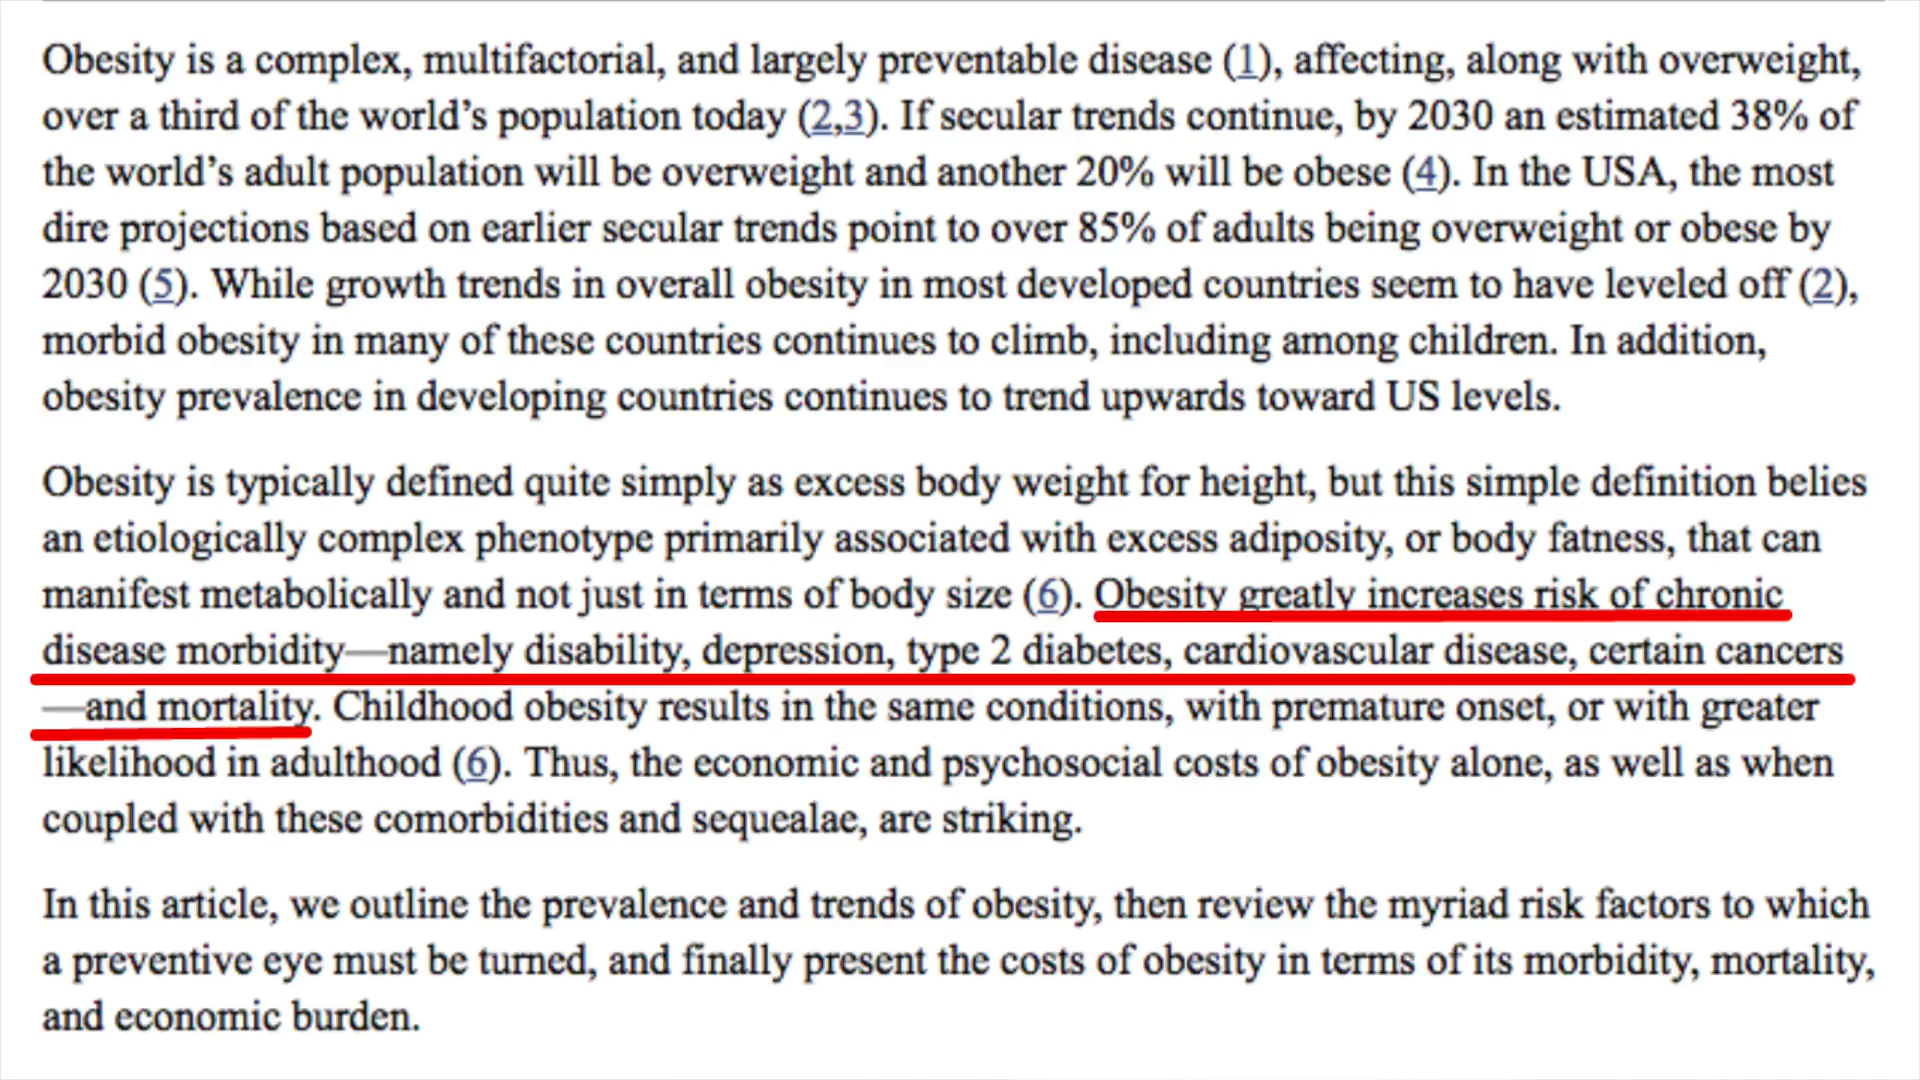 Obesity is a complex, multifactorial, and largely preventable disease (1), affecting, along with overweight,
over a third of the world’s population today (2,3). If secular trends continue, by 2030 an estimated 38% of
the world’s adult population will be overweight and another 20% will be obese (4). In the USA, the most
dire projections based on earlier secular trends point to over 85% of adults being overweight or obese by
2030 (5). While growth trends in overall obesity in most developed countries seem to have leveled off (2),
morbid obesity in many of these countries continues to climb, including among children. In addition,
obesity prevalence in developing countries continues to trend upwards toward US levels.
Obesity is typically defined quite simply as excess body weight for height, but this simple definition belies
an etiologically complex phenotype primarily associated with excess adiposity, or body fatness, that can
manifest metabolically and not just in terms of body size (6). Obesity greatly increases risk of chronic
disease morbidity—namely disability, depression, type 2 diabetes, cardiovascular disease, certain cancers
—and mortality. Childhood obesity results in the same conditions, with premature onset, or with greater
likelihood in adulthood (6). Thus, the economic and psychosocial costs of obesity alone, as well as when
coupled with these comorbidities and sequealae, are striking.
In this article, we outline the prevalence and trends of obesity, then review the myriad risk factors to which
a preventive eye must be turned, and finally present the costs of obesity in terms of its morbidity, mortality,
and economic burden.